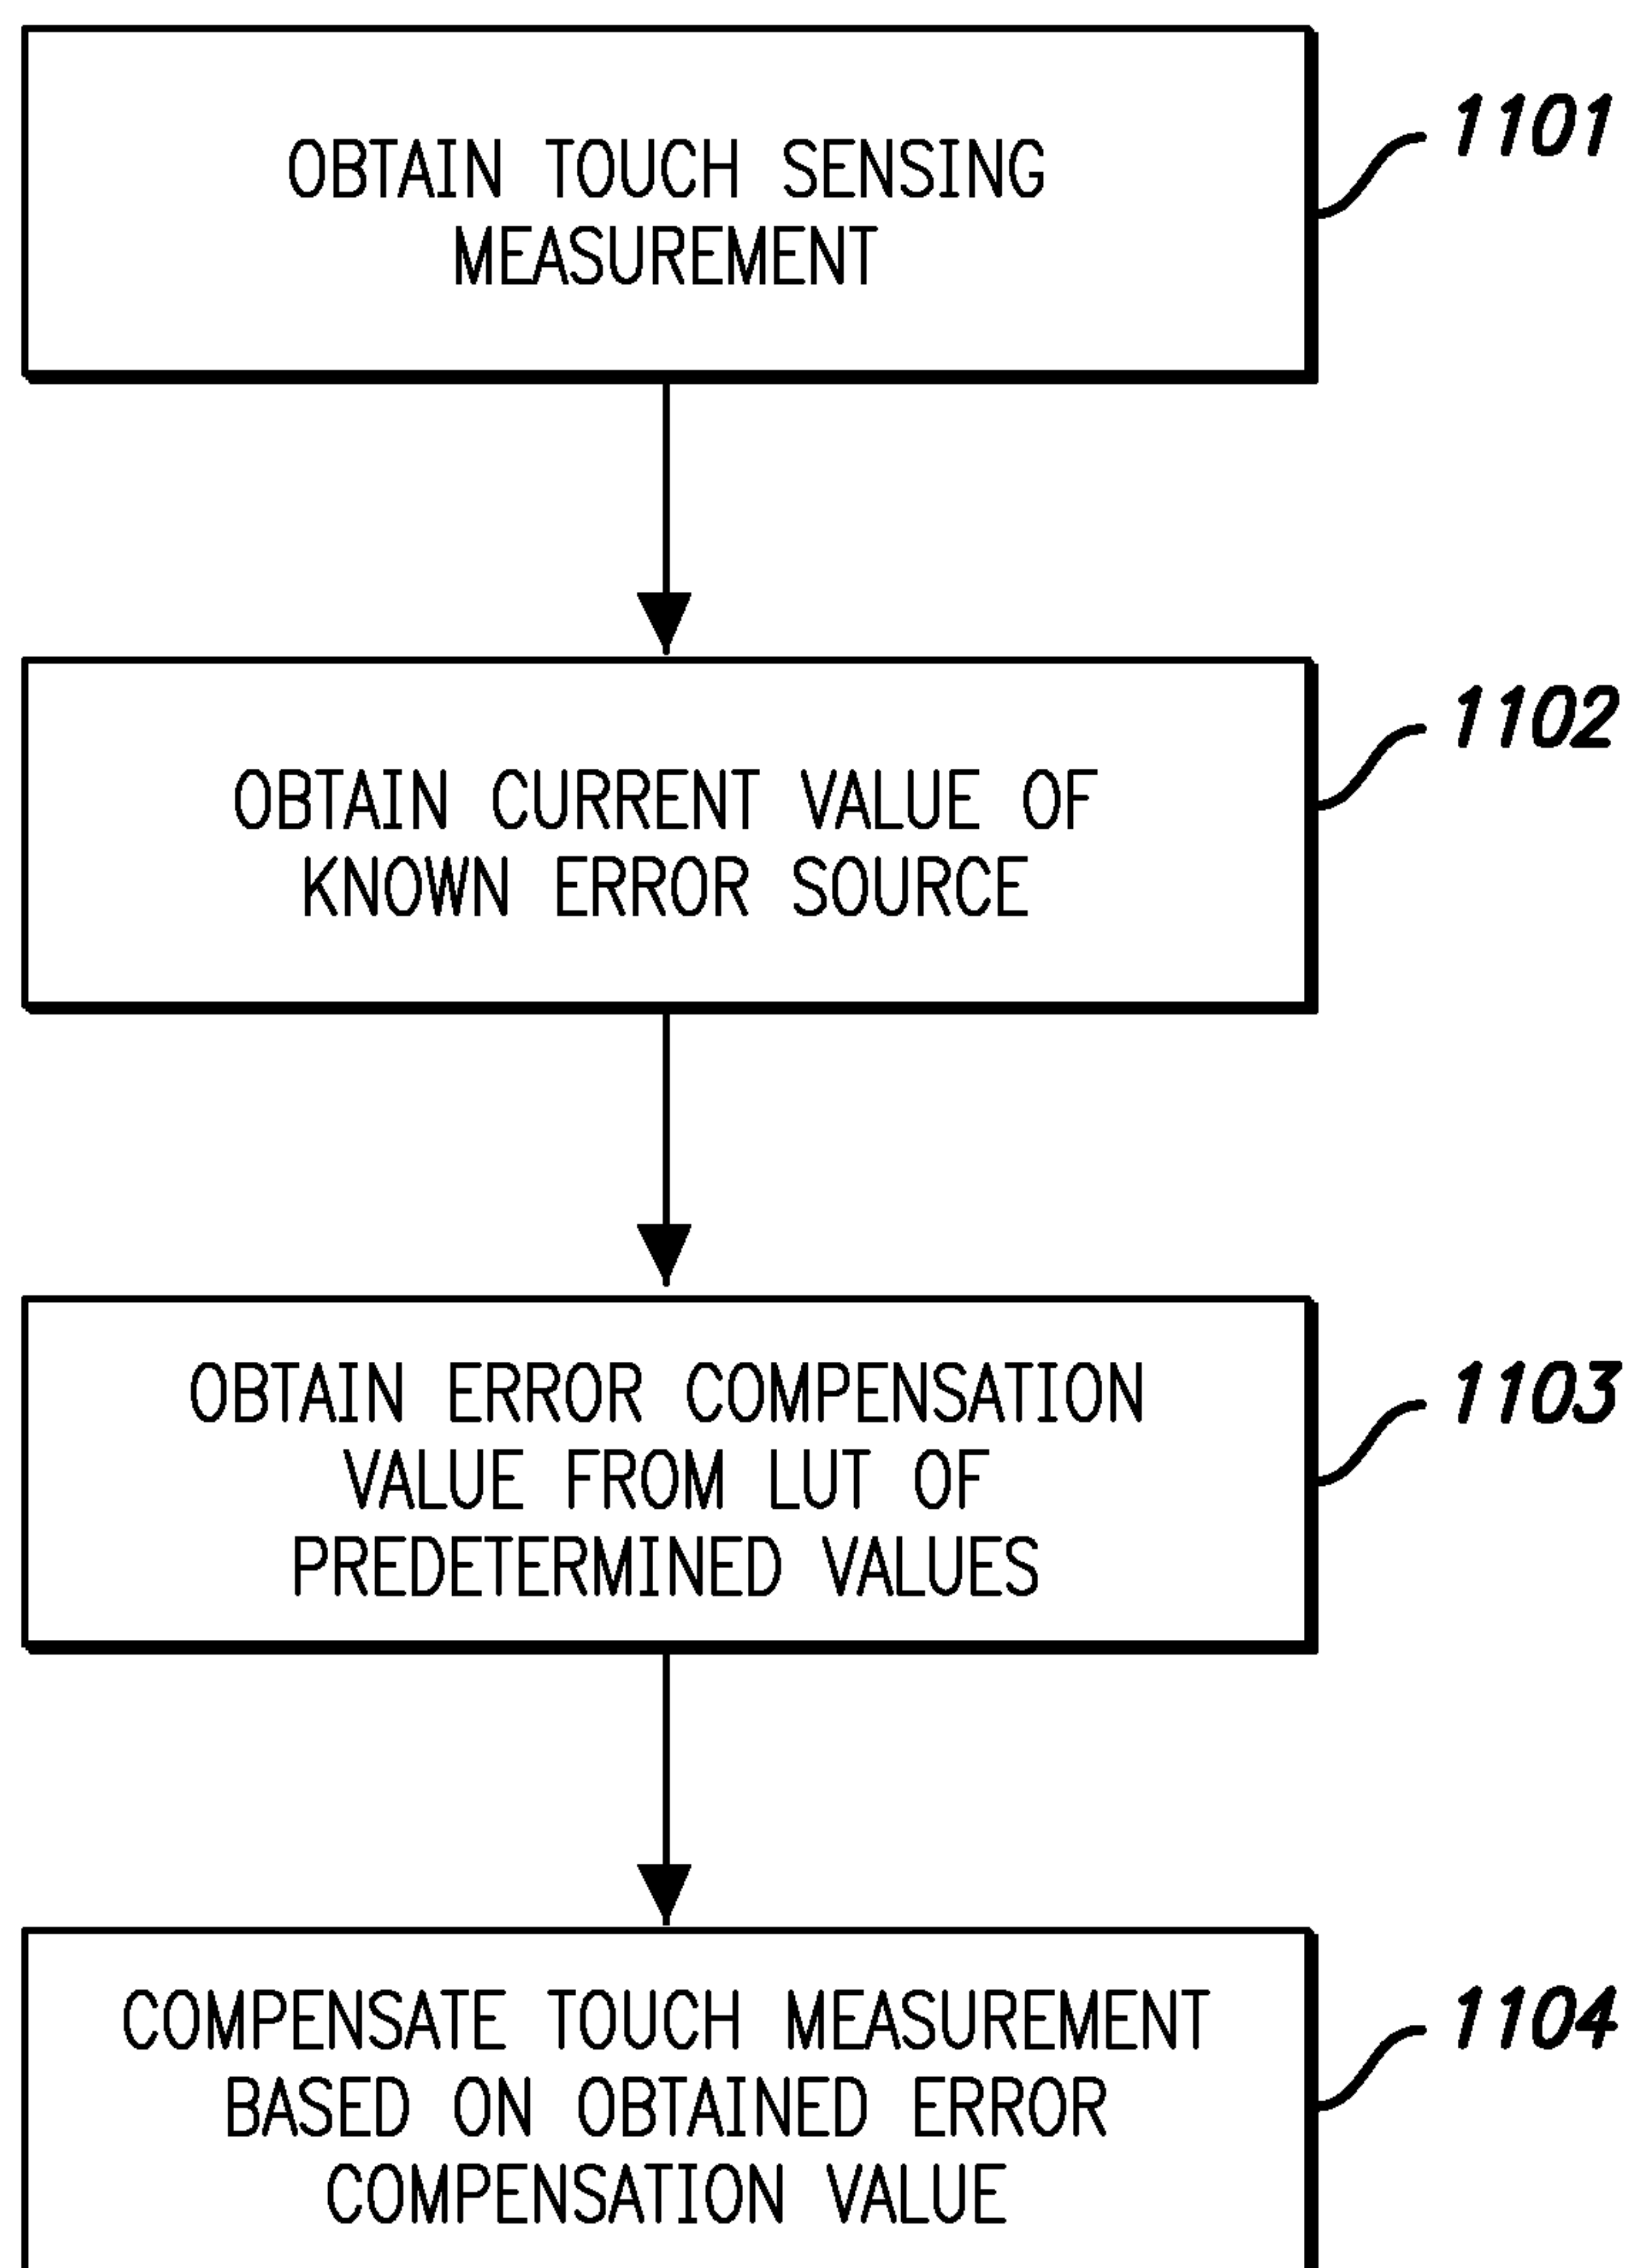 OBTAIN TOUCH SENSING
MEASUREMENT
1101
OBTAIN CURRENT VALUE OF
KNOWN ERROR SOURCE
1102
OBTAIN ERROR COMPENSATION
VALUE FROM LUT OF
PREDETERMINED VALUES
1103
COMPENSATE TOUCH MEASUREMENT
BASED ON OBTAINED ERROR
COMPENSATION VALUE
1104